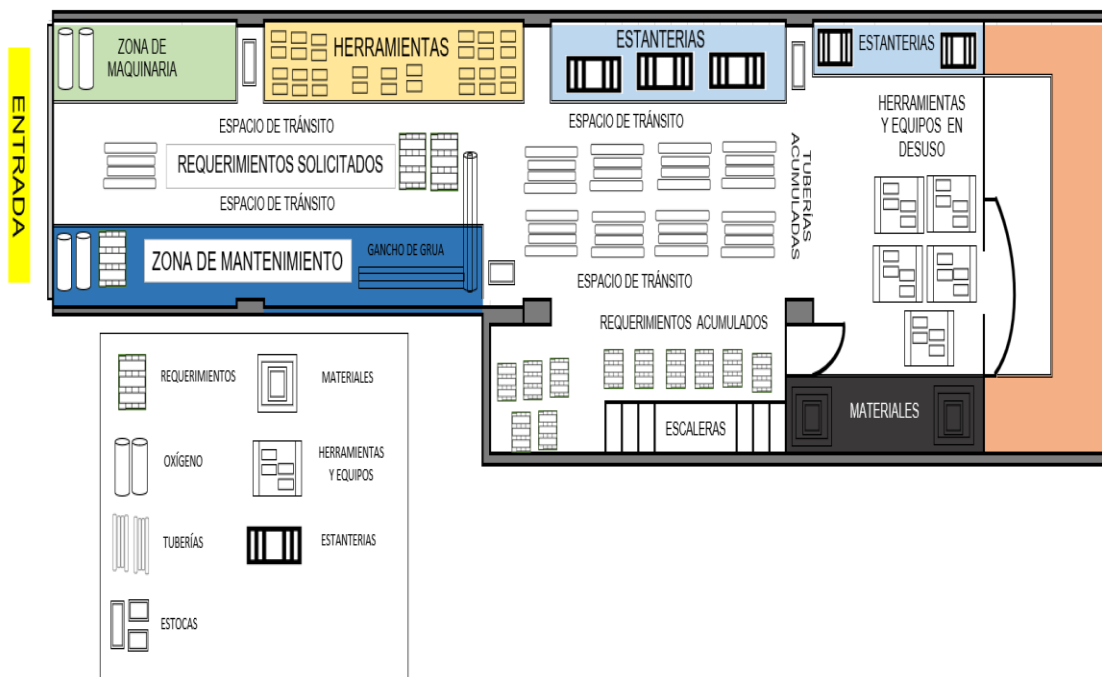 ENTRADA
ZONA DE
MAQUINARIA
HERRAMIENTAS
ESTANTERIAS
ESTANTERIAS
ESPACIO DE TRÁNSITO
ESPACIO DE TRÁNSITO
HERRAMIENTAS
Y EQUIPOS EN
DESUSO
REQUERIMIENTOS SOLICITADOS
TUBERÍAS
ACUMULADAS
ESPACIO DE TRÁNSITO
ZONA DE MANTENIMIENTO
GANCHO DE GRUA
ESPACIO DE TRÁNSITO
REQUERIMIENTOS ACUMULADOS
ESCALERAS
MATERIALES
REQUERIMIENTOS
MATERIALES
OXÍGENO
HERRAMIENTAS
Y EQUIPOS
TUBERÍAS
ESTANTERIAS
ESTOCAS